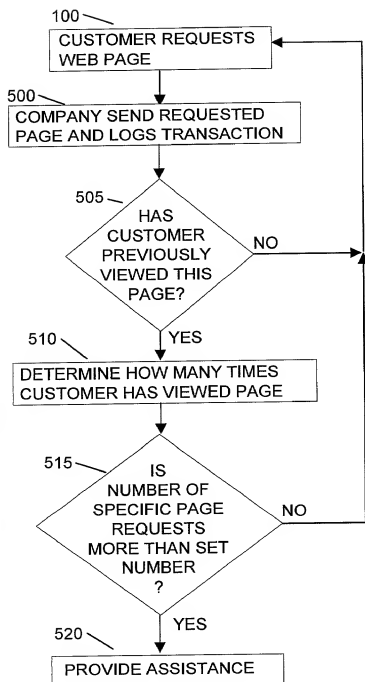 100
CUSTOMER REQUESTS
WEB PAGE
500
COMPANY SEND REQUESTED
PAGE AND LOGS TRANSACTION
505
HAS
CUSTOMER
PREVIOUSLY
VIEWED THIS
PAGE?
NO
YES
510
DETERMINE HOW MANY TIMES
CUSTOMER HAS VIEWED PAGE
515
IS
NUMBER OF
SPECIFIC PAGE
REQUESTS
MORE THAN SET
NUMBER
?
NO
YES
520
PROVIDE ASSISTANCE